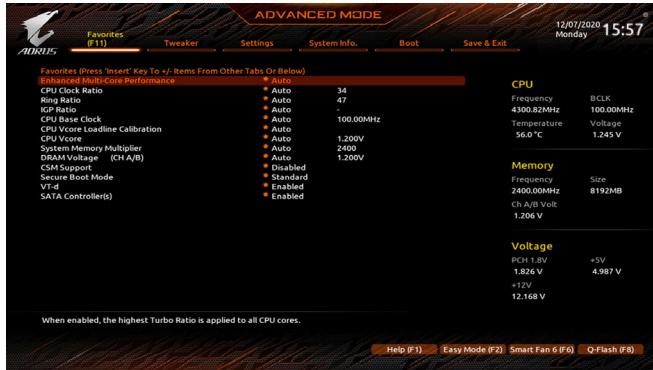 ADVANCED MODE
AORUS
Favorites
(F11)
Tweaker
Settings
System Info.
Boot
Save & Exit
12/07/2020
Monday
15:57
Favorites (Press 'Insert' Key To +/- Items From Other Tabs Or Below)
Enhanced Multi-Core Performance * Auto
CPU Clock Ratio * Auto 34
Ring Ratio * Auto 47
IGP Ratio * Auto -
CPU Base Clock * Auto 100.00MHz
CPU Vcore Loadline Calibration * Auto
CPU Vcore * Auto 1.200V
System Memory Multiplier * Auto 2400
DRAM Voltage (CH A/B) * Auto 1.200V
CSM Support * Disabled
Secure Boot Mode * Standard
VT-d * Enabled
SATA Controller(s) * Enabled
CPU
Frequency BCLK
4300.82MHz 100.00MHz
Temperature Voltage
56.0 °C 1.245 V
Memory
Frequency Size
2400.00MHz 8192MB
Ch A/B Volt
1.206 V
Voltage
PCH 1.8V +5V
1.826 V 4.987 V
+12V
12.168 V
When enabled, the highest Turbo Ratio is applied to all CPU cores.
Help (F1) Easy Mode (F2) Smart Fan 6 (F6) Q-Flash (F8)